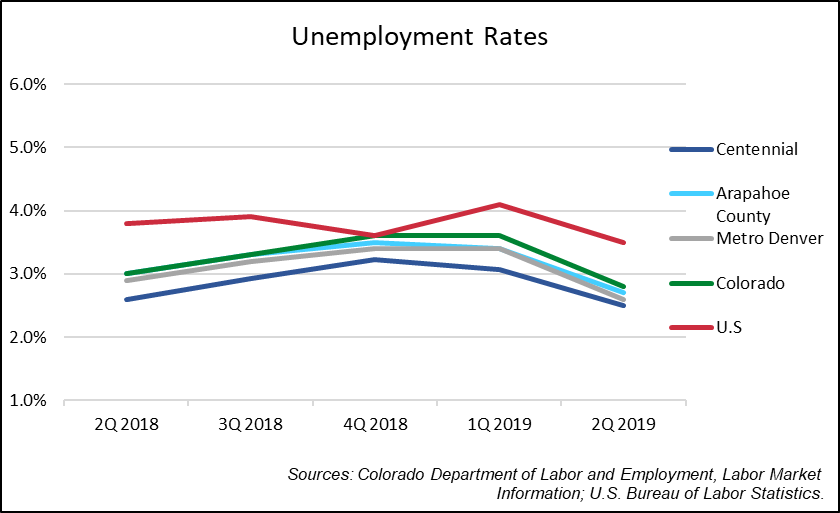 Unemployment Rates
6.0%
5.0%
4.0%
3.0%
2.0%
1.0%
2Q 2018 3Q 2018 4Q 2018 1Q 2019 2Q 2019
Centennial
Arapahoe
County
Metro Denver
Colorado
U.S
Sources: Colorado Department of Labor and Employment, Labor Market
Information; U.S. Bureau of Labor Statistics.